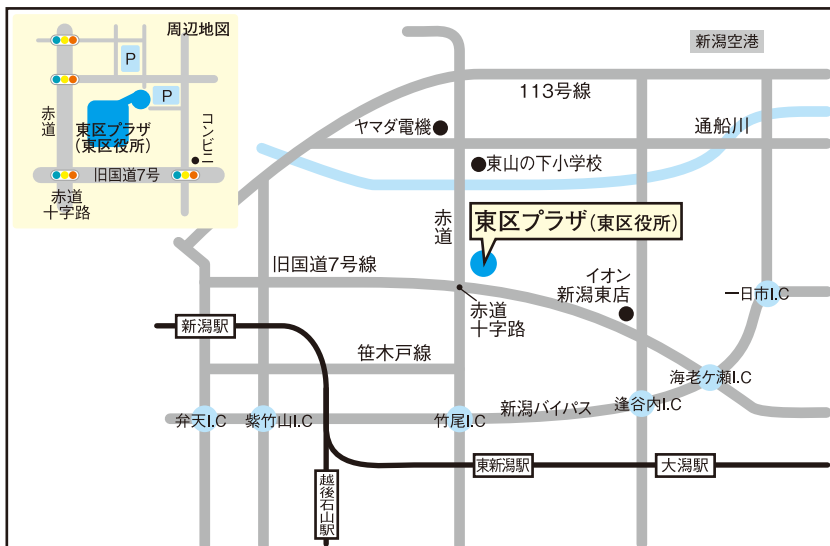 周辺地図
P
P
赤道
東区プラザ
(東区役所)
コンビニ
旧国道7号
赤道
十字路
新潟空港
113号線
ヤマダ電機
通船川
東山の下小学校
赤道
東区プラザ(東区役所)
旧国道7号線
イオン
新潟東店
一日市I.C
赤道
十字路
新潟駅
笹木戸線
海老ケ瀬I.C
弁天I.C
紫竹山I.C
竹尾I.C
新潟バイパス
逢谷内I.C
東新潟駅
大潟駅
越後石山駅